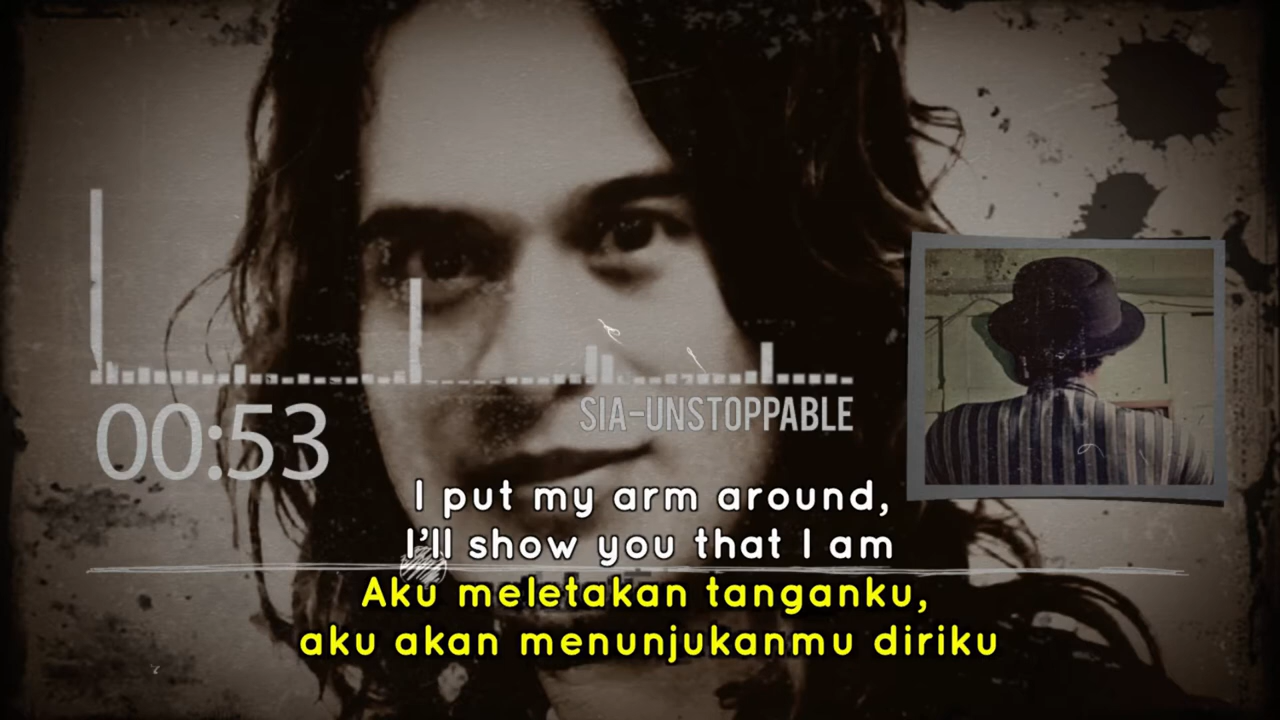 00:53
SIA-UNSTOPPABLE
I put my arm around,
I'll show you that I am
Aku meletakan tanganku,
aku akan menunjukanmu diriku